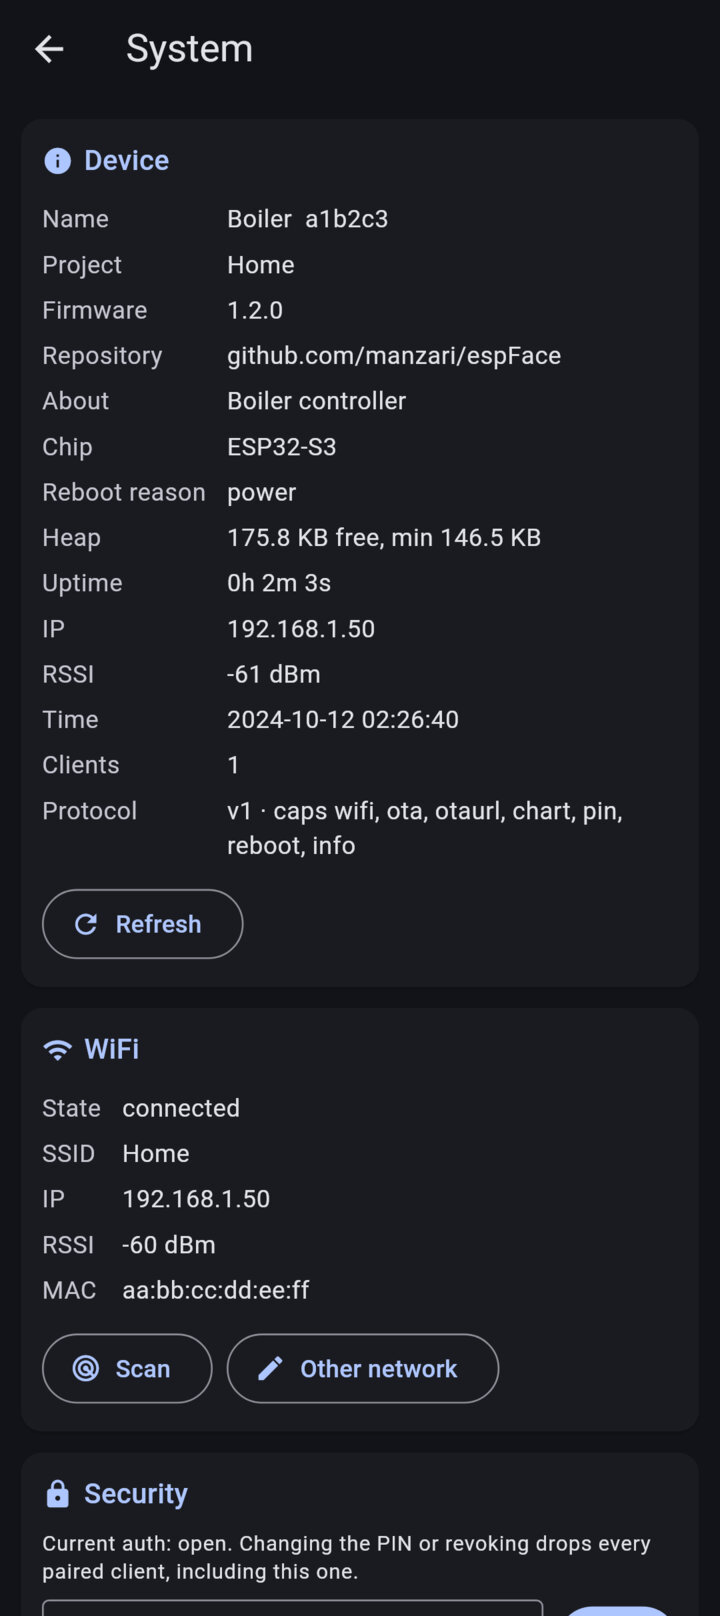 System
Device
Name Boiler a1b2c3
Project Home
Firmware 1.2.0
Repository github.com/manzari/espFace
About Boiler controller
Chip ESP32-S3
Reboot reason power
Heap 175.8 KB free, min 146.5 KB
Uptime 0h 2m 3s
IP 192.168.1.50
RSSI -61 dBm
Time 2024-10-12 02:26:40
Clients 1
Protocol v1 · caps wifi, ota, otaurl, chart, pin,
reboot, info
Refresh
WiFi
State connected
SSID Home
IP 192.168.1.50
RSSI -60 dBm
MAC aa:bb:cc:dd:ee:ff
Scan Other network
Security
Current auth: open. Changing the PIN or revoking drops every
paired client, including this one.